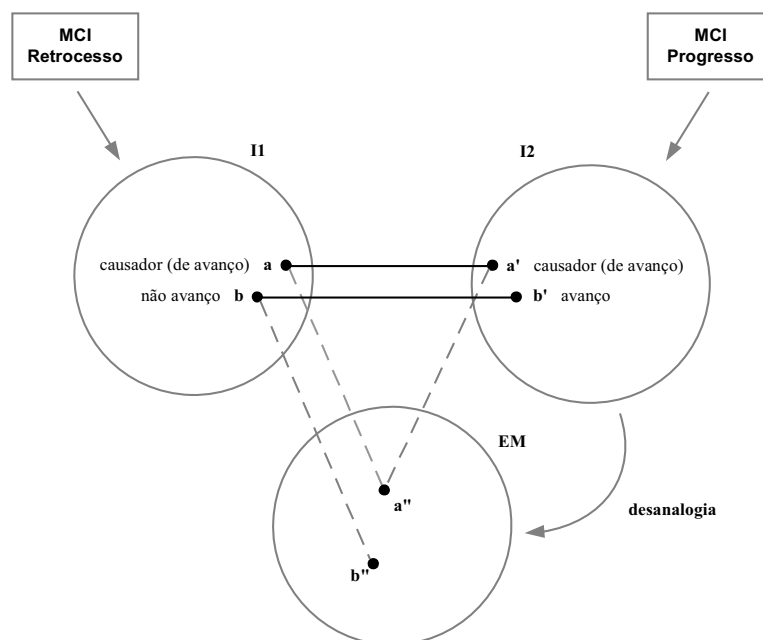 MCI
Retrocesso
MCI
Progresso
I1
I2
causador (de avanço) a
a' causador (de avanço)
não avanço b
b' avanço
EM
a"
desanalogia
b"